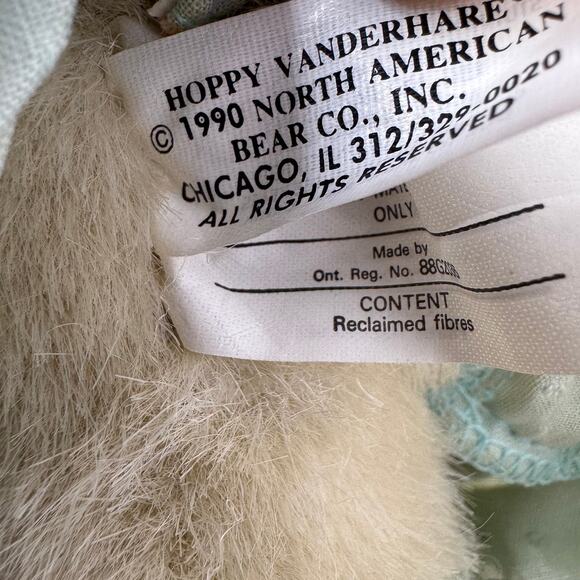 HOPPY VANDERHARE
© 1990 NORTH AMERICAN
BEAR CO., INC.
CHICAGO, IL 312/329-0020
ALL RIGHTS RESERVED
ONLY
Made by
Ont. Reg. No.
CONTENT
Reclaimed fibres